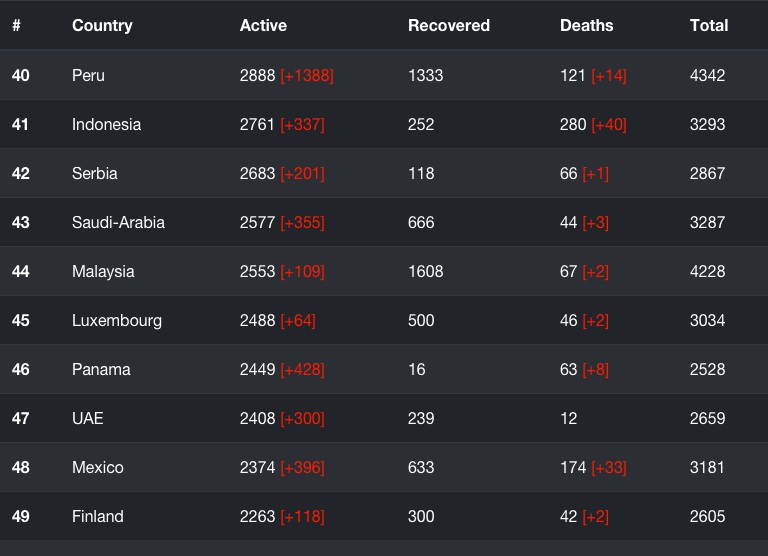 # Country Active Recovered Deaths Total
40 Peru 2888 [+1388] 1333 121 [+14] 4342
41 Indonesia 2761 [+337] 252 280 [+40] 3293
42 Serbia 2683 [+201] 118 66 [+1] 2867
43 Saudi-Arabia 2577 [+355] 666 44 [+3] 3287
44 Malaysia 2553 [+109] 1608 67 [+2] 4228
45 Luxembourg 2488 [+64] 500 46 [+2] 3034
46 Panama 2449 [+428] 16 63 [+8] 2528
47 UAE 2408 [+300] 239 12 2659
48 Mexico 2374 [+396] 633 174 [+33] 3181
49 Finland 2263 [+118] 300 42 [+2] 2605